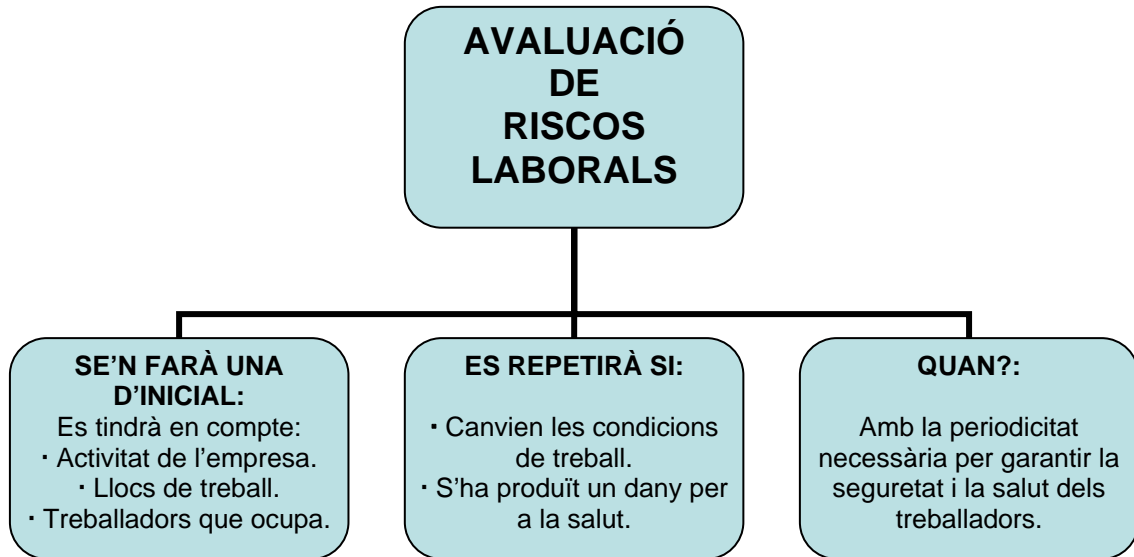 AVALUACIÓ
DE
RISCOS
LABORALS
SE’N FARÀ UNA
D’INICIAL:
Es tindrà en compte:
· Activitat de l’empresa.
· Llocs de treball.
· Treballadors que ocupa.
ES REPETIRÀ SI:
· Canvien les condicions
de treball.
· S’ha produït un dany per
a la salut.
QUAN?:
Amb la periodicitat
necessària per garantir la
seguretat i la salut dels
treballadors.